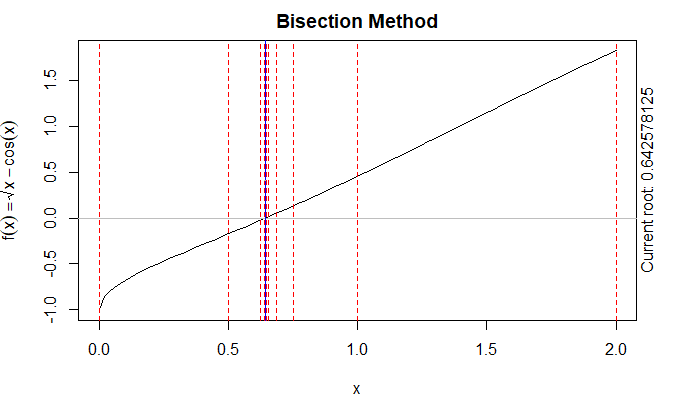 Bisection Method
f(x) = √x − cos(x)
1.5
1.0
0.5
0.0
-0.5
-1.0
0.0 0.5 1.0 1.5 2.0
x
Current root: 0.642578125